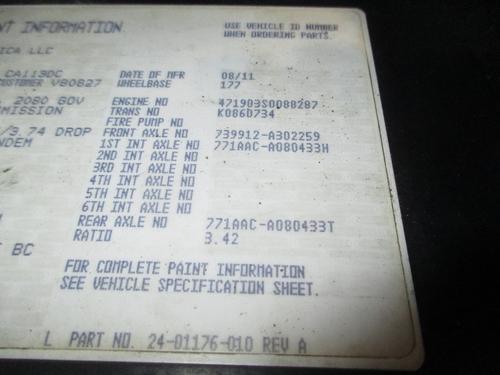 NT INFORMATION
USE VEHICLE ID NUMBER
WHEN ORDERING PARTS.
ICA LLC
CA113DC DATE OF MFR 08/11
CUSTOMER V80827 WHEELBASE 177
2080 GOV ENGINE NO 471903S0088287
MISSION TRANS NO K086D734
FIRE PUMP NO
/3.74 DROP FRONT AXLE NO 739912-A302259
NDEM 1ST INT AXLE NO 771AAC-A080433H
2ND INT AXLE NO
3RD INT AXLE NO
4TH INT AXLE NO
5TH INT AXLE NO
6TH INT AXLE NO
REAR AXLE NO 771AAC-A080433T
RATIO 3.42
BC
FOR COMPLETE PAINT INFORMATION
SEE VEHICLE SPECIFICATION SHEET.
L PART NO. 24-01176-010 REV A